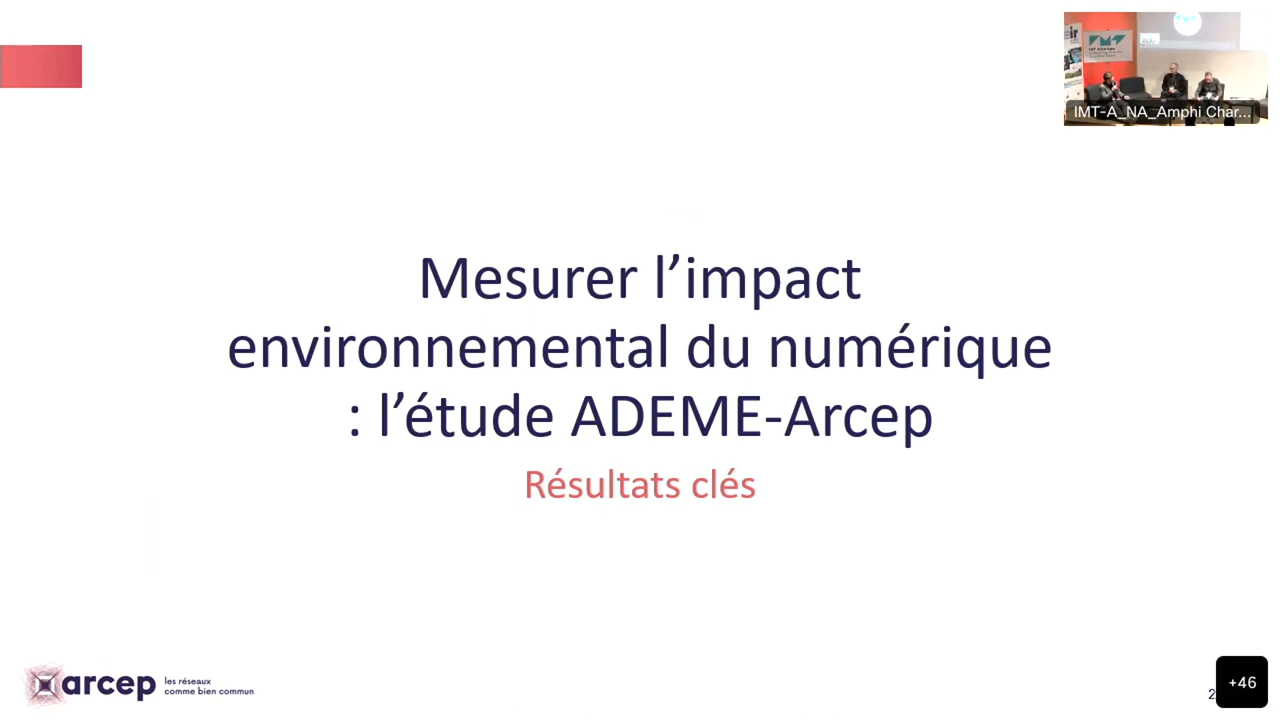 IMT-A_NA_Amphi Char...
Mesurer l’impact
environnemental du numérique
: l’étude ADEME-Arcep
Résultats clés
arcep
les réseaux
comme bien commun
2
+46